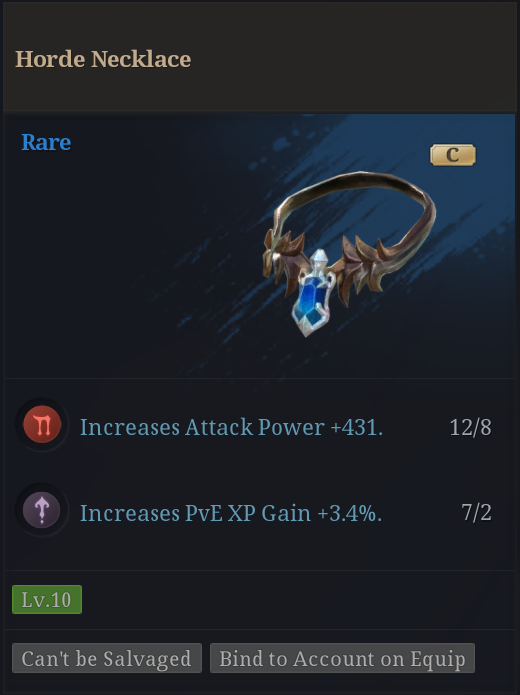 Horde Necklace
Rare
C
Increases Attack Power +431.
12/8
Increases PvE XP Gain +3.4%.
7/2
Lv.10
Can't be Salvaged
Bind to Account on Equip